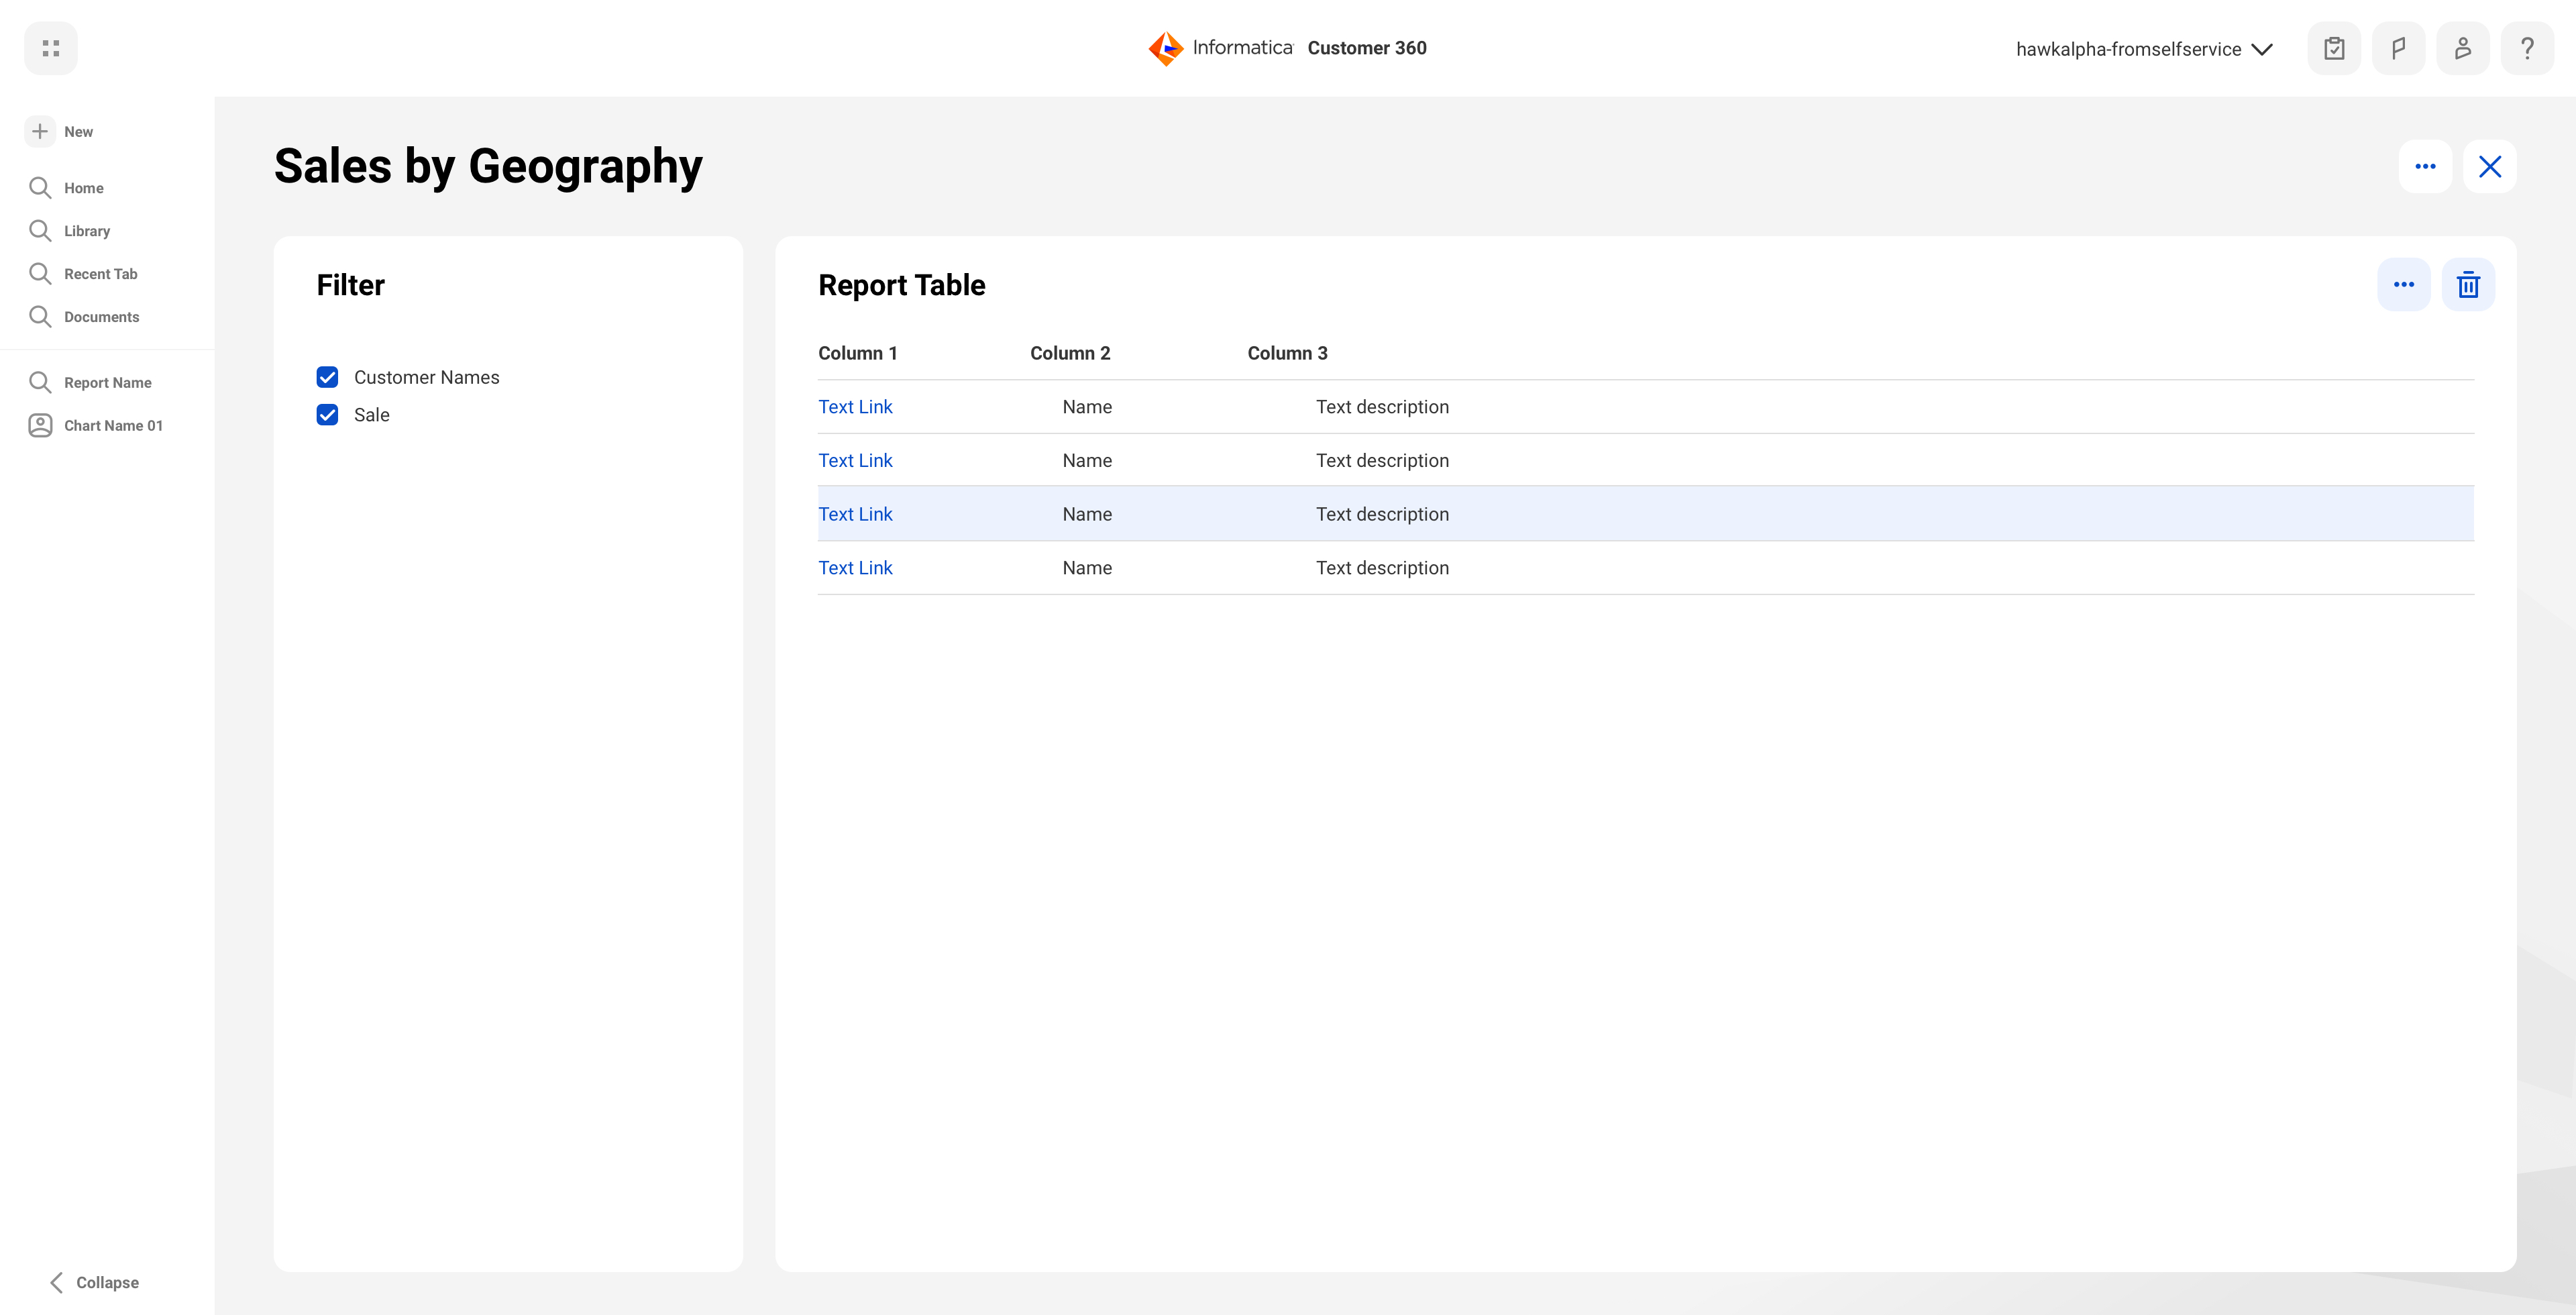 Informatica Customer 360
hawkalpha-fromselfservice
?
New
Home
Library
Recent Tab
Documents
Report Name
Chart Name 01
Collapse
Sales by Geography
Filter
Customer Names
Sale
Report Table
Column 1 Column 2 Column 3
Text Link Name Text description
Text Link Name Text description
Text Link Name Text description
Text Link Name Text description